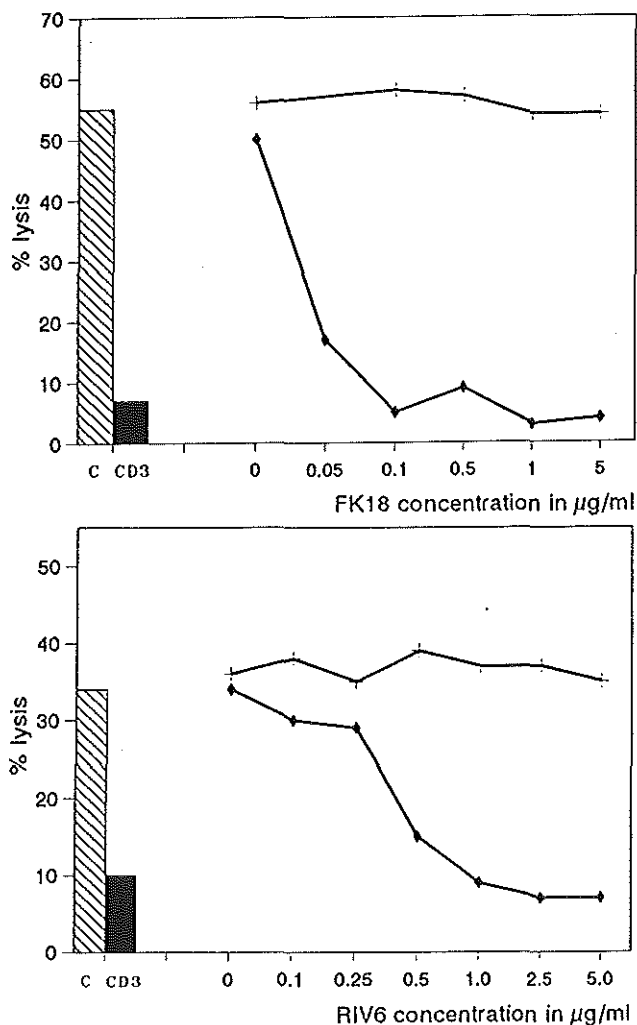 70
60
50
40
30
20
10
0
% lysis
C CD3 0 0.05 0.1 0.5 1 5
FK18 concentration in µg/ml
50
40
30
20
10
0
% lysis
C CD3 0 0.1 0.25 0.5 1.0 2.5 5.0
RIV6 concentration in µg/ml